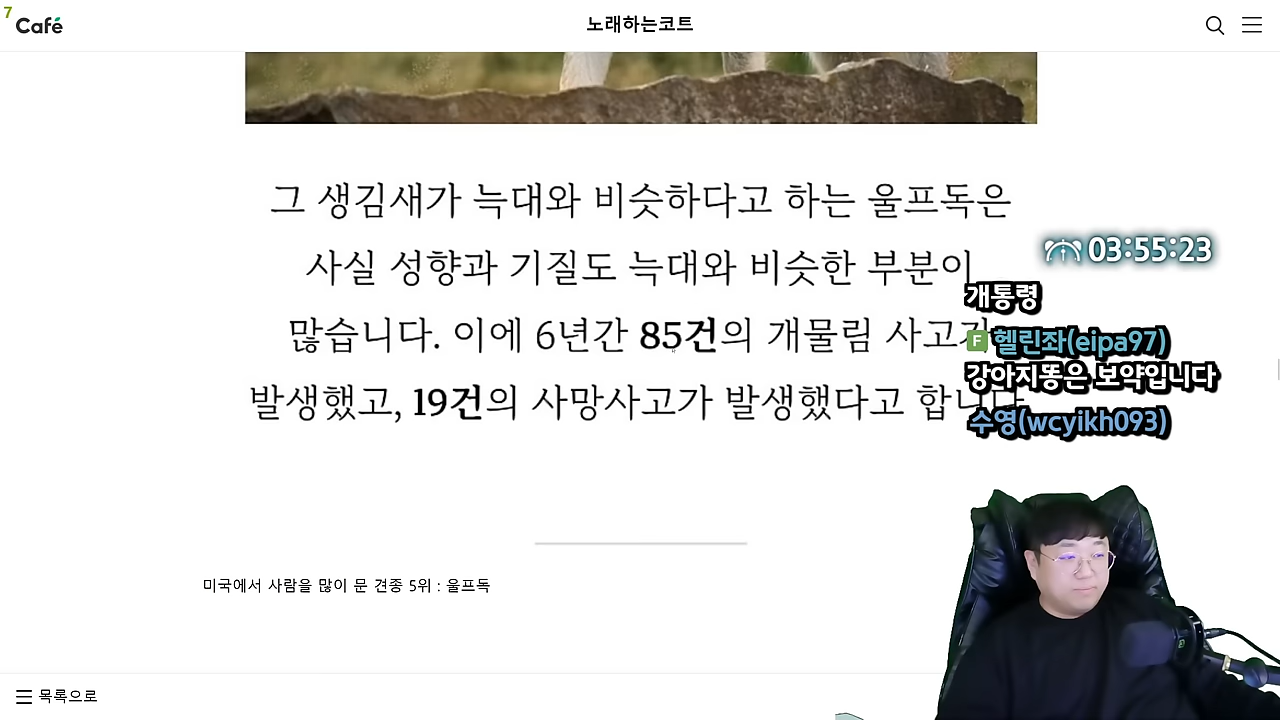 7
Café
노래하는코트
그 생김새가 늑대와 비슷하다고 하는 울프독은
사실 성향과 기질도 늑대와 비슷한 부분이
많습니다. 이에 6년간 85건의 개물림 사고가
발생했고, 19건의 사망사고가 발생했다고 합니다
03:55:23
개통령
F 헬린좌(eipa97)
강아지똥은 보약입니다
수영(wcyikh093)
미국에서 사람을 많이 문 견종 5위 : 울프독
목록으로